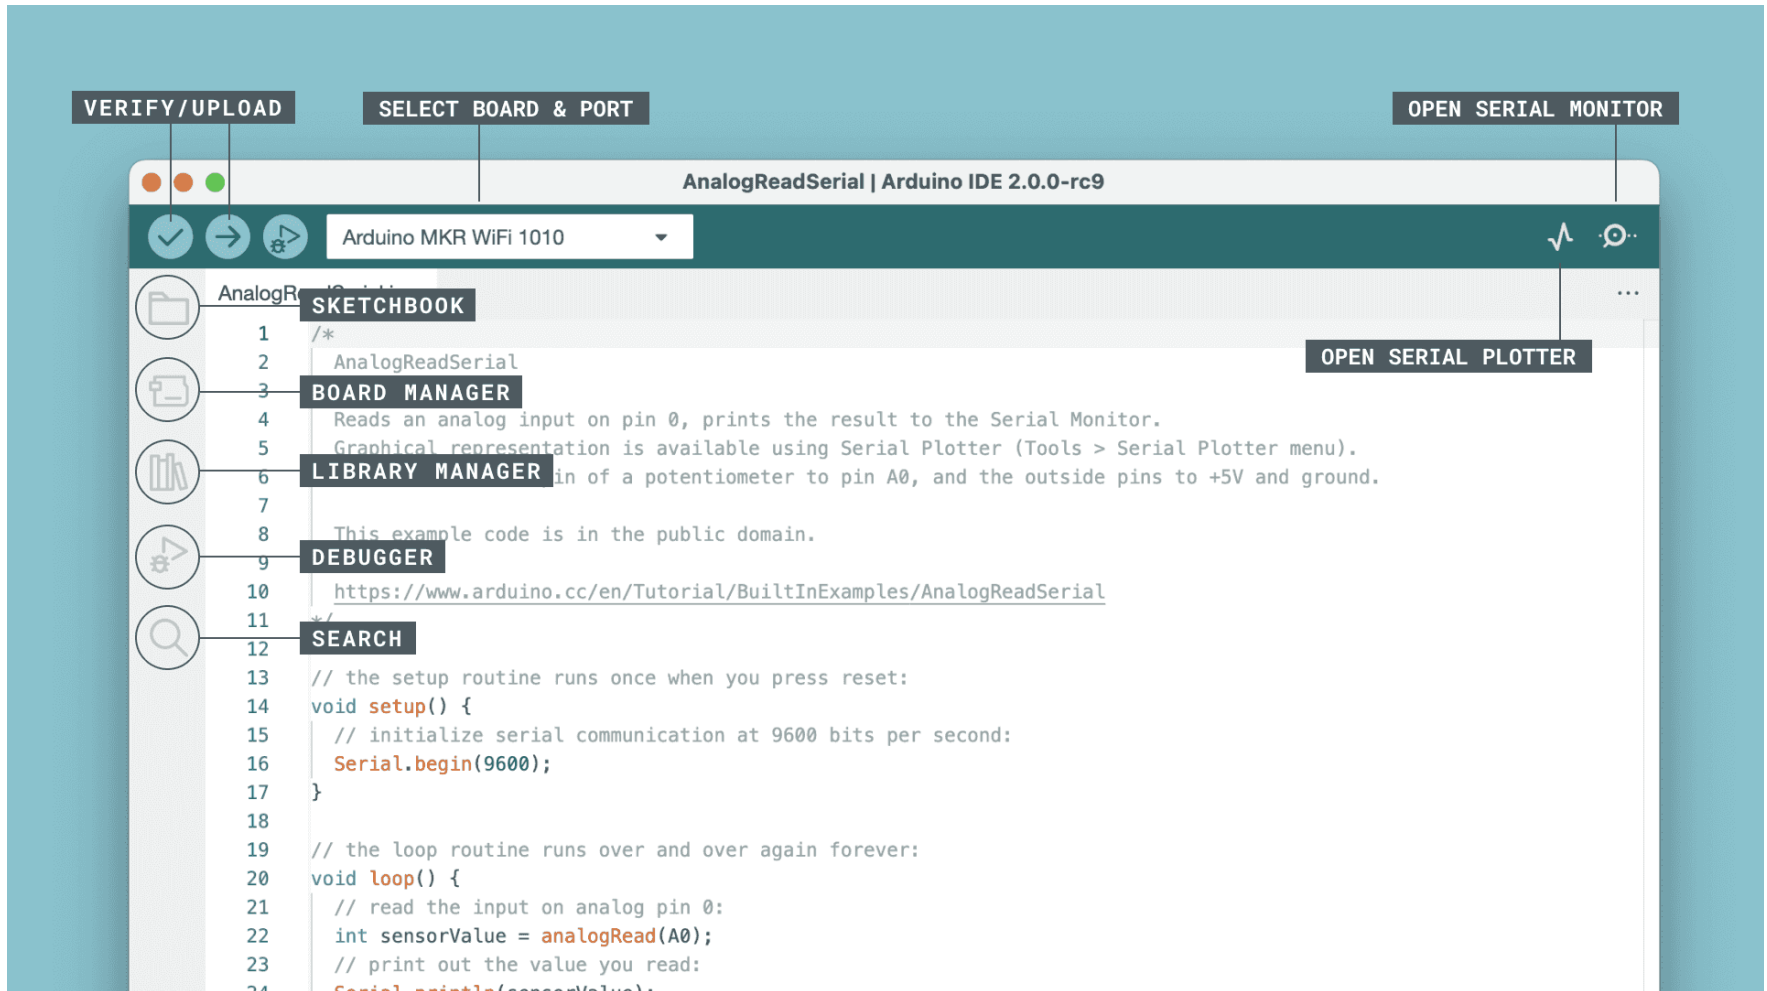 VERIFY/UPLOAD
SELECT BOARD & PORT
OPEN SERIAL MONITOR
AnalogReadSerial | Arduino IDE 2.0.0-rc9
Arduino MKR WiFi 1010
SKETCHBOOK
...
1 /*
2 AnalogReadSerial
OPEN SERIAL PLOTTER
3
BOARD MANAGER
4 Reads an analog input on pin 0, prints the result to the Serial Monitor.
5 Graphical representation is available using Serial Plotter (Tools > Serial Plotter menu).
LIBRARY MANAGER
6 of a potentiometer to pin A0, and the outside pins to +5V and ground.
7
8 This example code is in the public domain.
DEBUGGER
9
10 https://www.arduino.cc/en/Tutorial/BuiltInExamples/AnalogReadSerial
11 */
SEARCH
12
13 // the setup routine runs once when you press reset:
14 void setup() {
15 // initialize serial communication at 9600 bits per second:
16 Serial.begin(9600);
17 }
18
19 // the loop routine runs over and over again forever:
20 void loop() {
21 // read the input on analog pin 0:
22 int sensorValue = analogRead(A0);
23 // print out the value you read:
24 Serial.println(sensorValue);